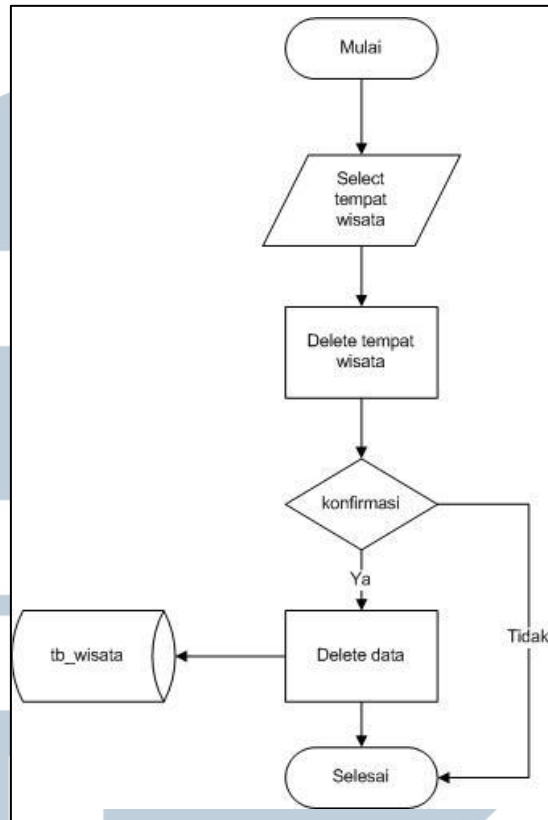 Mulai
Select
tempat
wisata
Delete tempat
wisata
konfirmasi
Ya
Tidak
tb_wisata
Delete data
Selesai